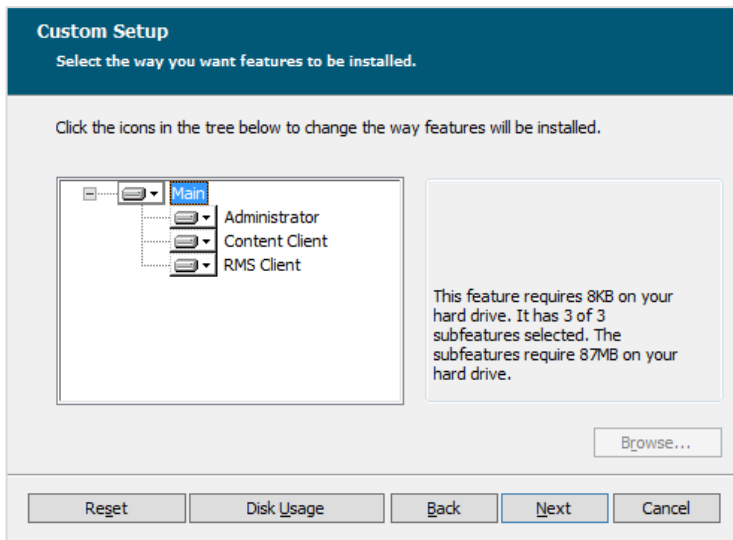 Custom Setup
Select the way you want features to be installed.
Click the icons in the tree below to change the way features will be installed.
Main
Administrator
Content Client
RMS Client
This feature requires 8KB on your
hard drive. It has 3 of 3
subfeatures selected. The
subfeatures require 87MB on your
hard drive.
Browse...
Reset Disk Usage Back Next Cancel